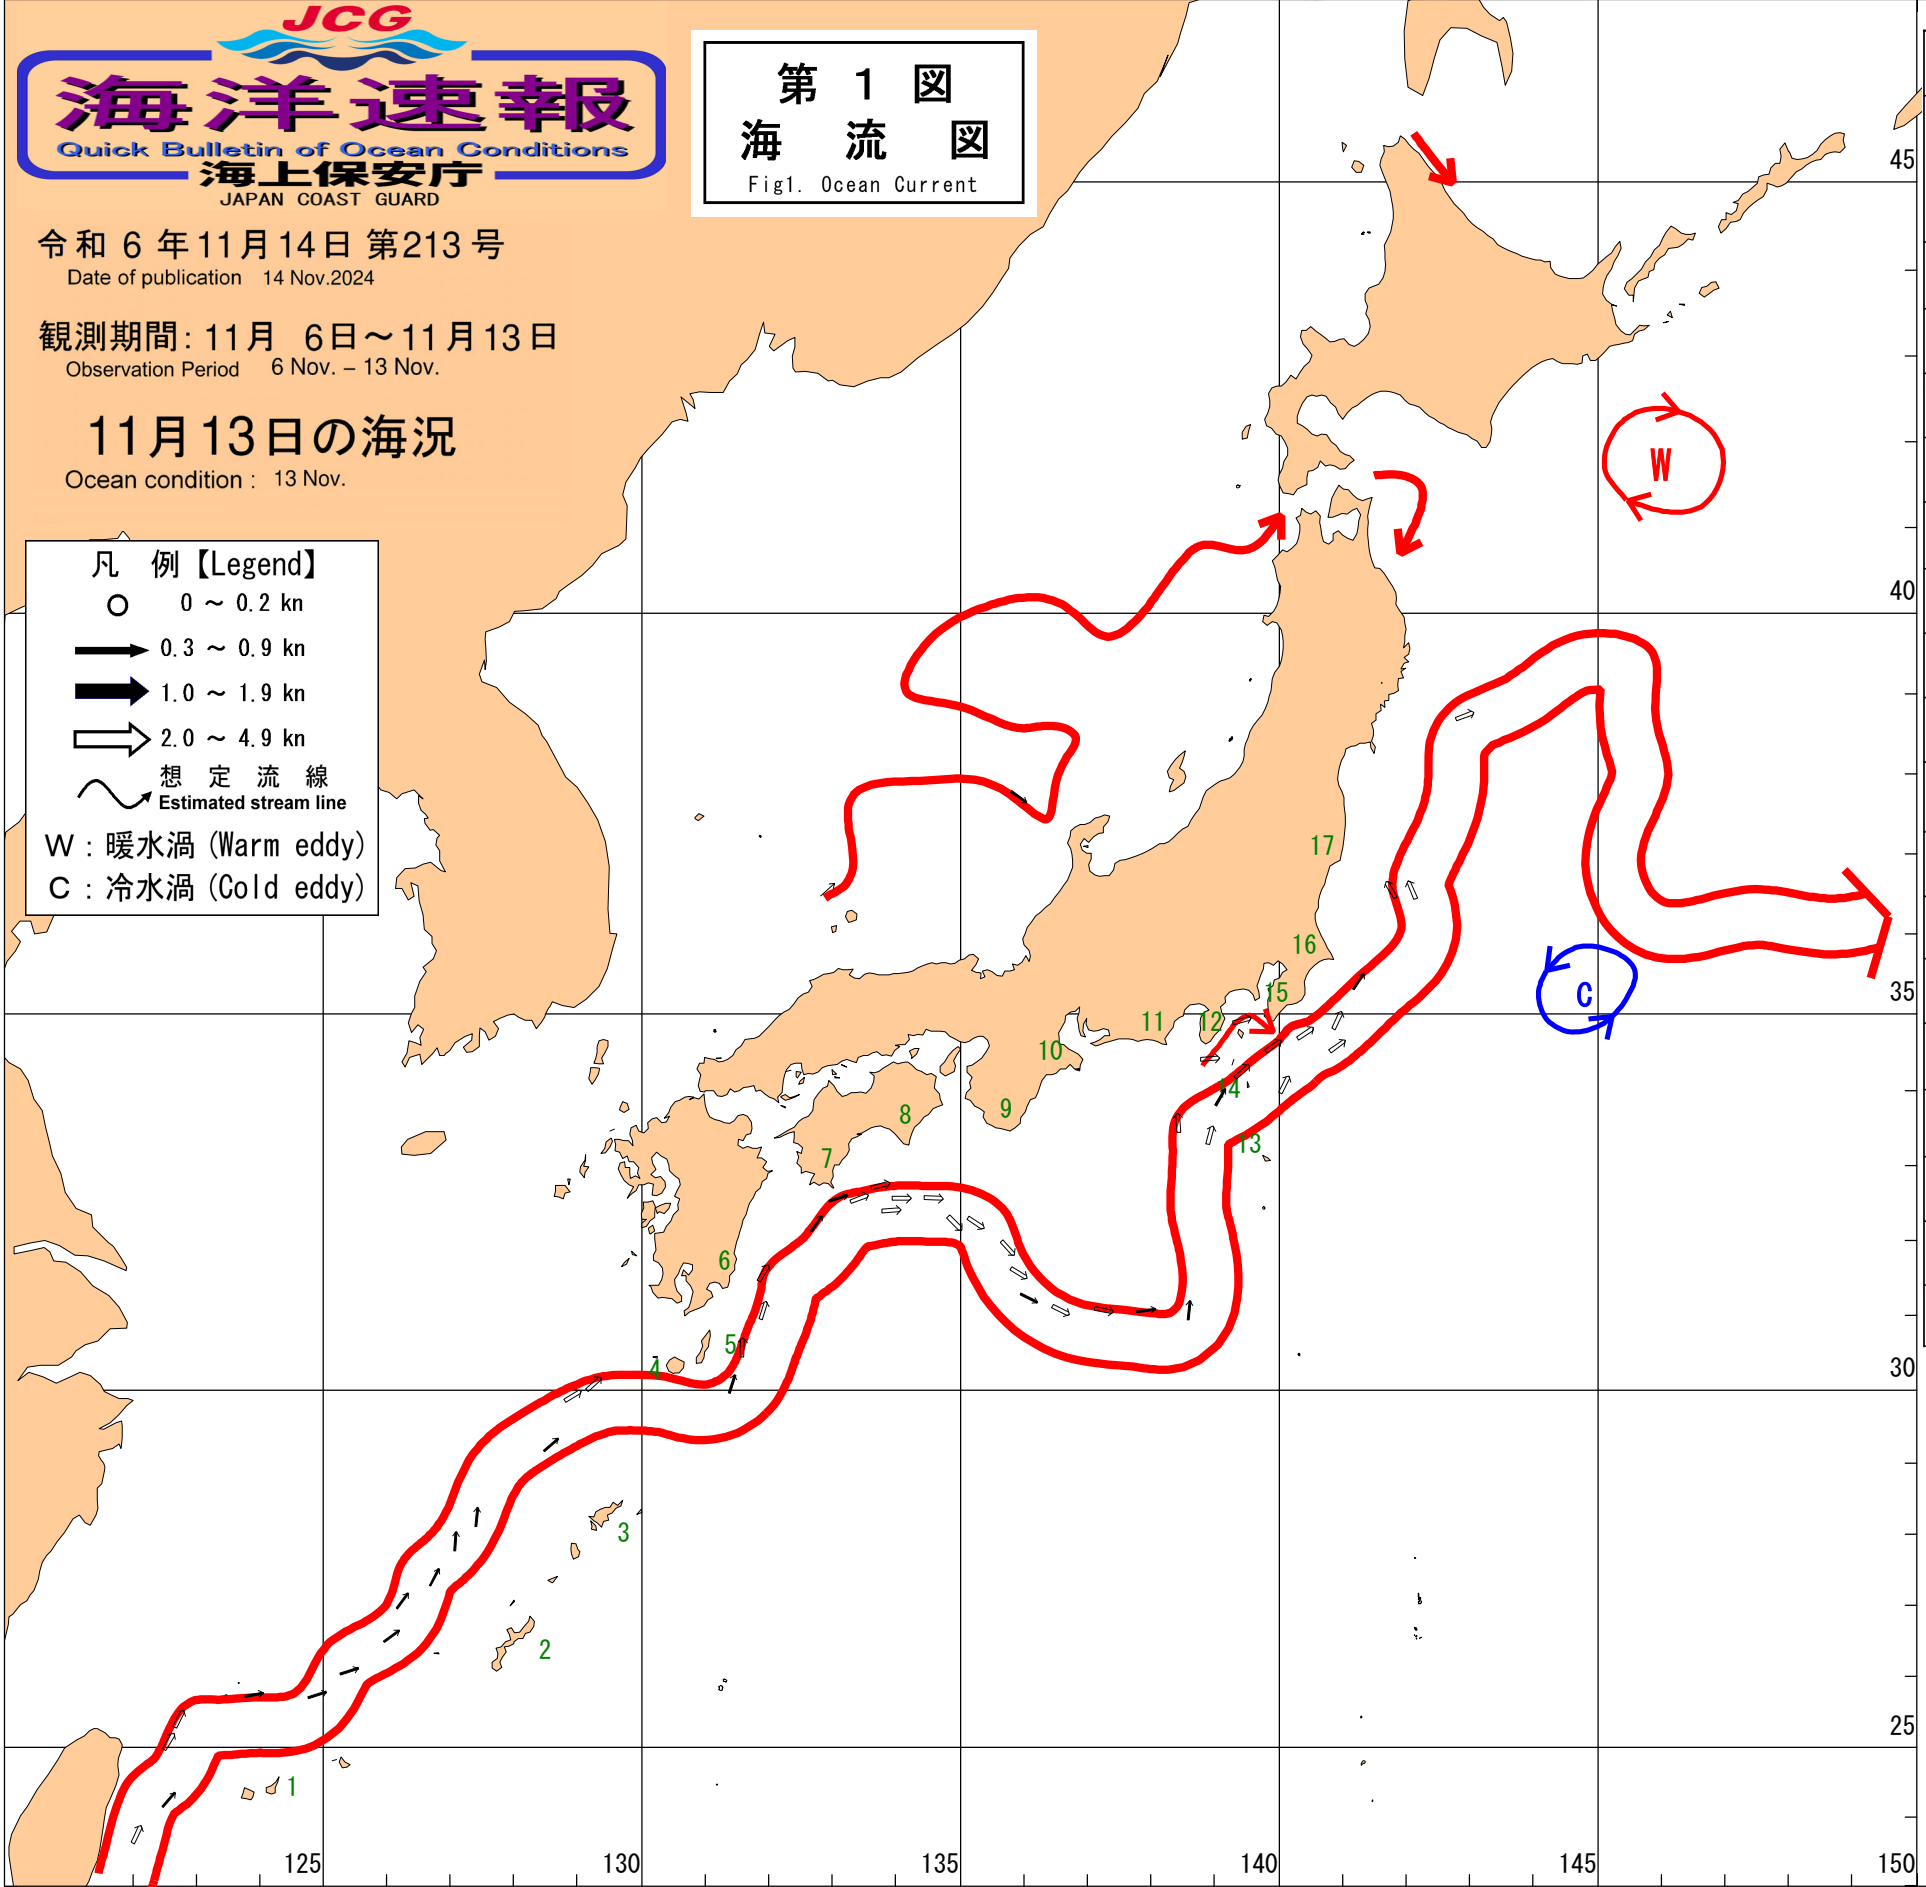 JCG
海洋速報
Quick Bulletin of Ocean Conditions
海上保安庁
JAPAN COAST GUARD
令和 6 年11月14日 第213号
Date of publication 14 Nov.2024
観測期間: 11月 6日～11月13日
Observation Period 6 Nov. – 13 Nov.
11月13日の海況
Ocean condition : 13 Nov.
第 1 図
海 流 図
Fig1. Ocean Current
凡 例【Legend】
0 ～ 0.2 kn
0.3 ～ 0.9 kn
1.0 ～ 1.9 kn
2.0 ～ 4.9 kn
想 定 流 線
Estimated stream line
W : 暖水渦 (Warm eddy)
C : 冷水渦 (Cold eddy)
45
W
40
17
16
C
35
15
12
11
10
14
9
8
13
7
6
5
4
30
3
2
25
1
125
130
135
140
145
150